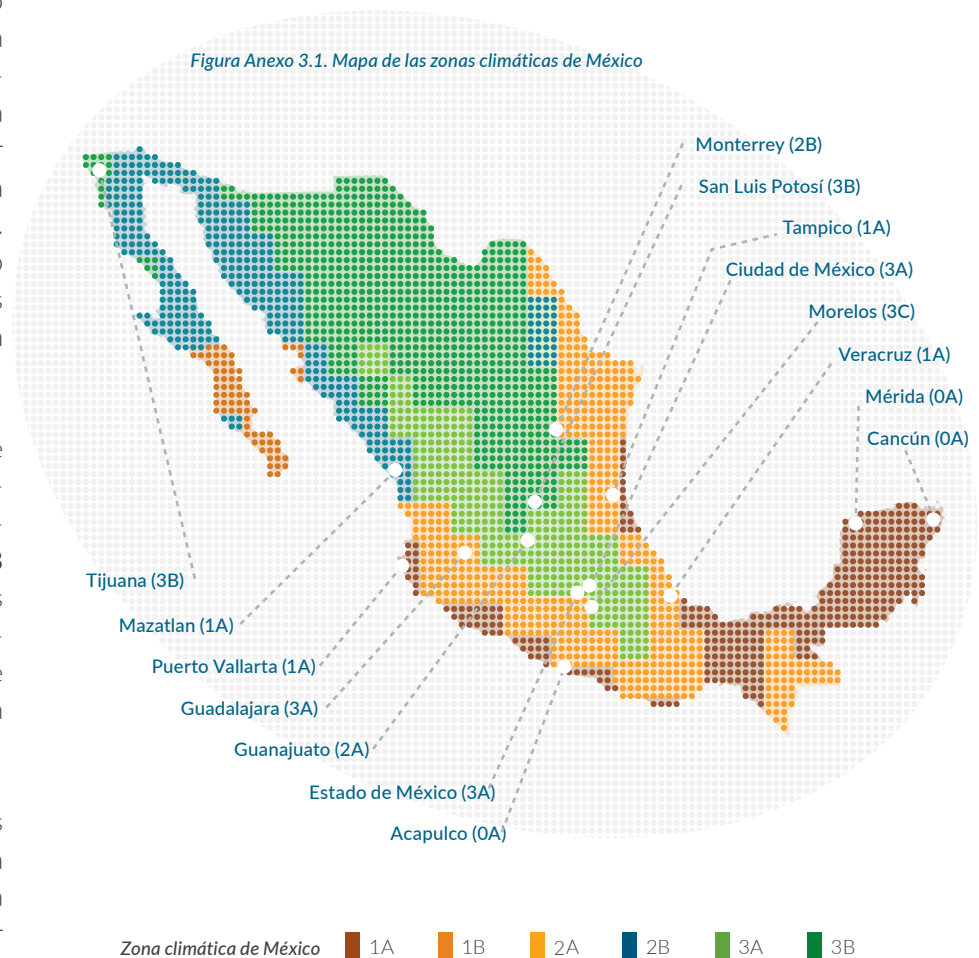 Figura Anexo 3.1. Mapa de las zonas climáticas de México
Monterrey (2B)
San Luis Potosí (3B)
Tampico (1A)
Ciudad de México (3A)
Morelos (3C)
Veracruz (1A)
Mérida (0A)
Cancún (0A)
Tijuana (3B)
Mazatlan (1A)
Puerto Vallarta (1A)
Guadalajara (3A)
Guanajuato (2A)
Estado de México (3A)
Acapulco (0A)
Zona climática de México 1A 1B 2A 2B 3A 3B